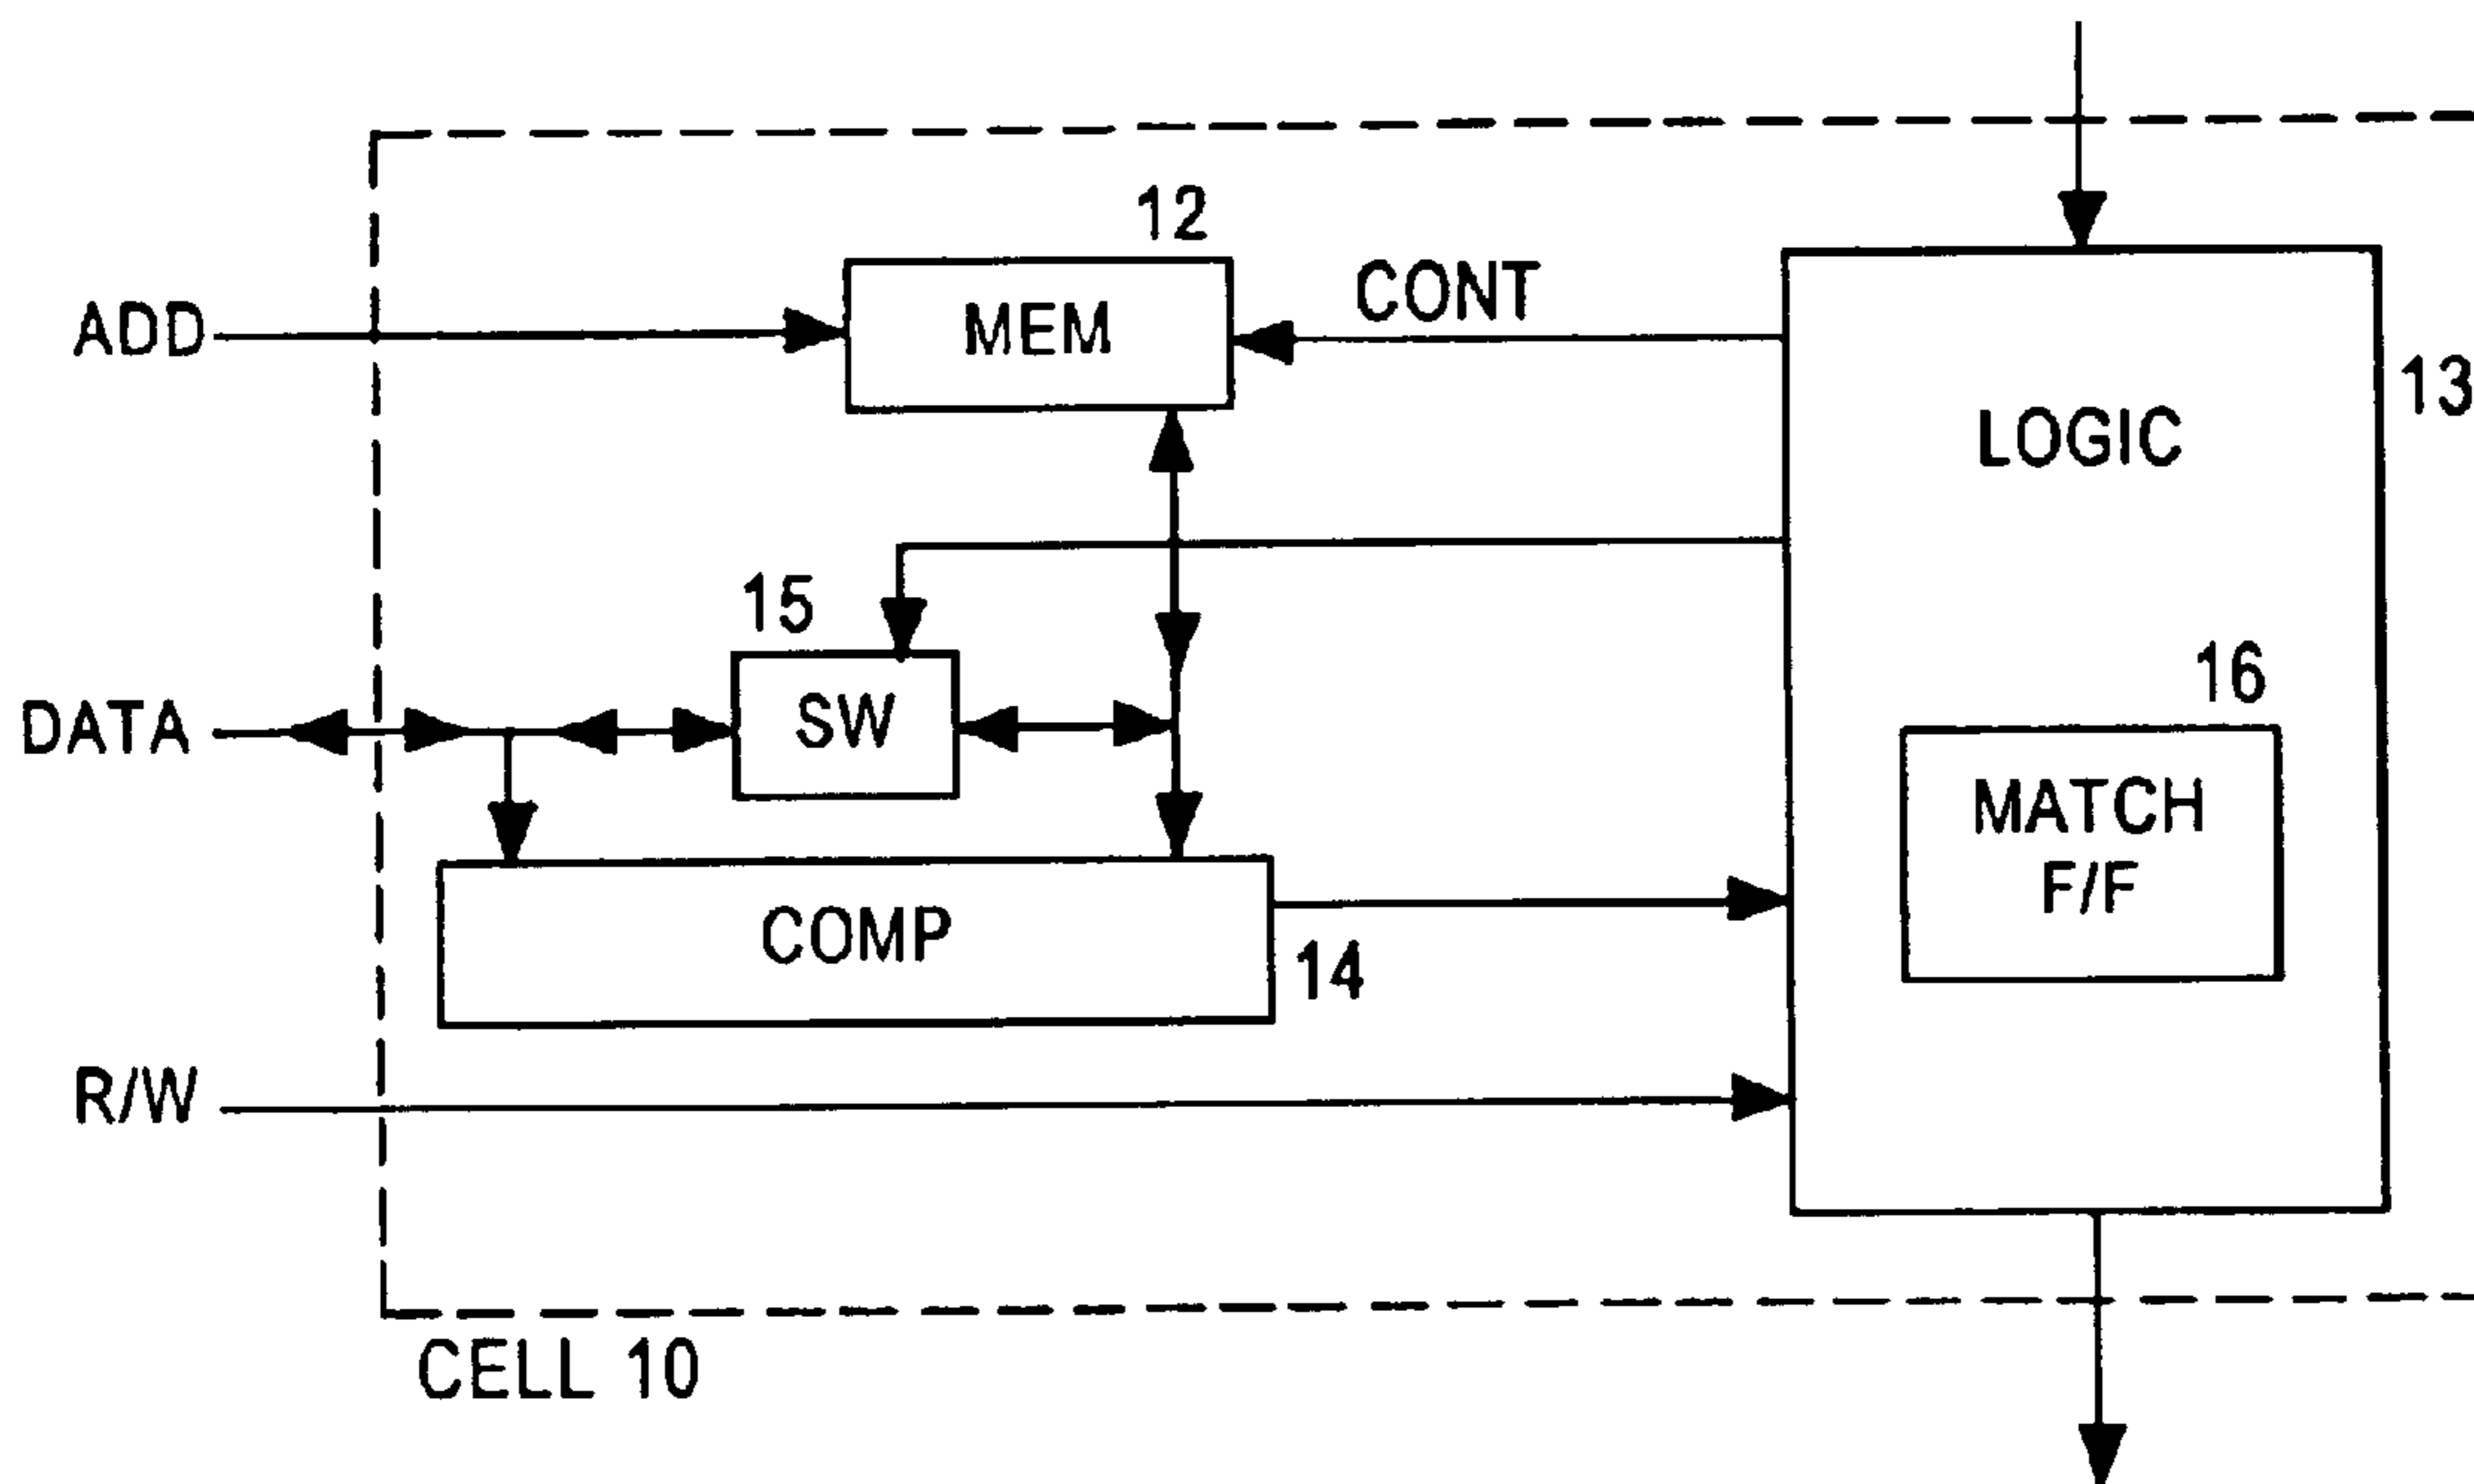 12
ADD
MEM
CONT
13
LOGIC
15
16
DATA
SW
MATCH
F/F
COMP
14
R/W
CELL 10